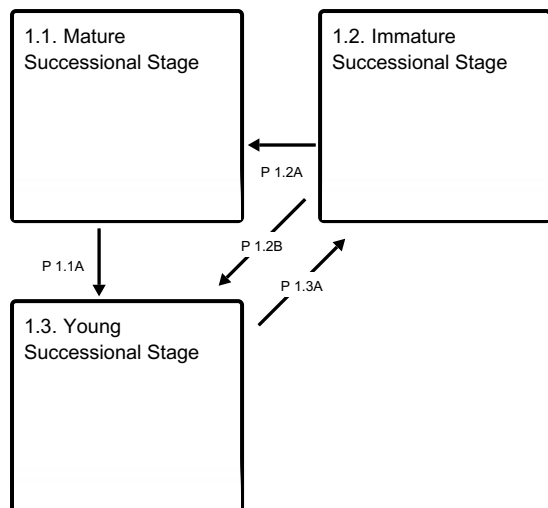 1.1. Mature
Successional Stage
1.2. Immature
Successional Stage
P 1.2A
P 1.2B
P 1.1A
P 1.3A
1.3. Young
Successional Stage